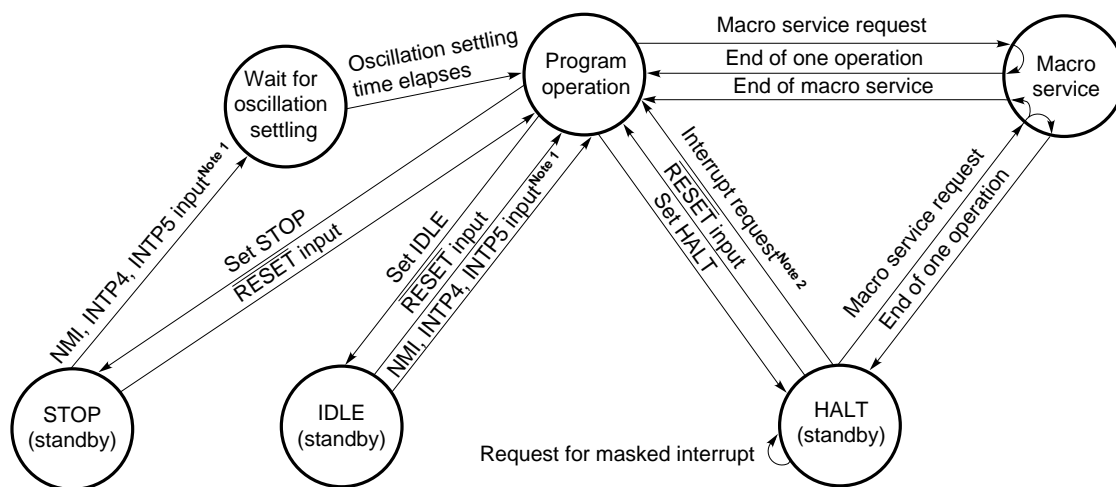 Macro service request
End of one operation
End of macro service
Oscillation settling
time elapses
Wait for
oscillation
settling
Program
operation
Macro
service
NMI, INTP4, INTP5 input Note 1
Set STOP
RESET input
Set IDLE
RESET input
NMI, INTP4, INTP5 input Note 1
Interrupt request Note 2
RESET input
Set HALT
Macro service request
End of one operation
STOP
(standby)
IDLE
(standby)
HALT
(standby)
Request for masked interrupt